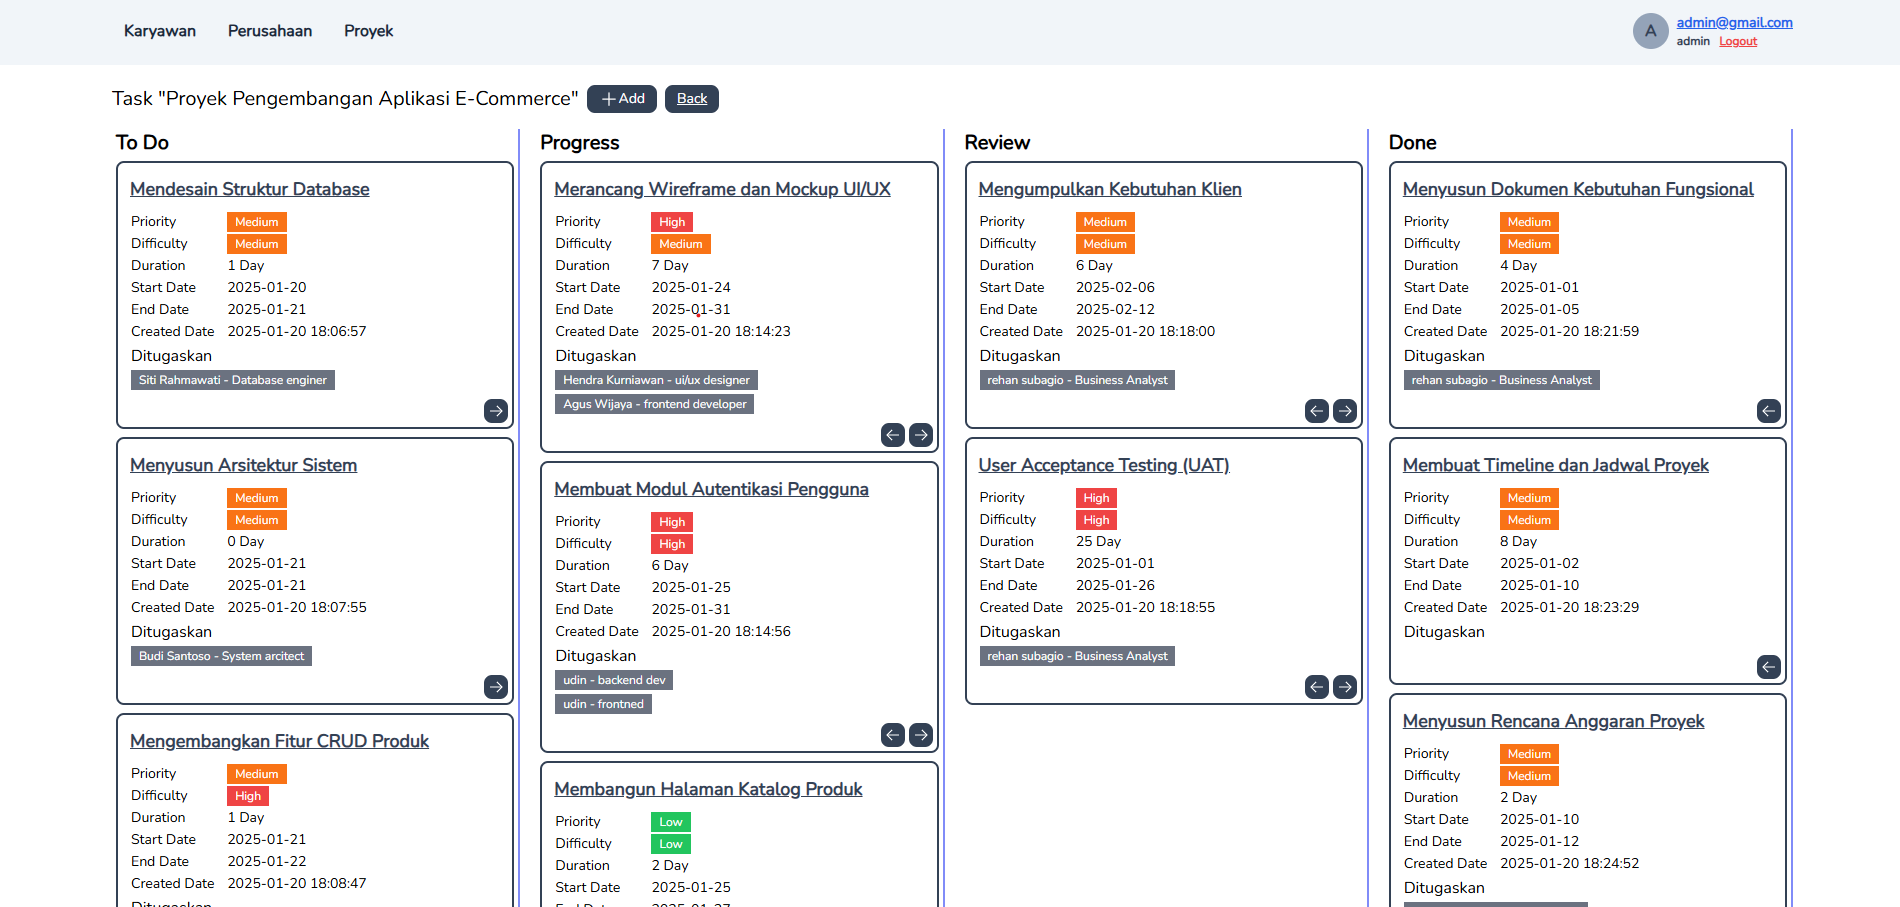 Karyawan Perusahaan Proyek
A
admin@gmail.com
admin Logout
Task "Proyek Pengembangan Aplikasi E-Commerce" + Add Back
To Do
Mendesain Struktur Database
Priority Medium
Difficulty Medium
Duration 1 Day
Start Date 2025-01-20
End Date 2025-01-21
Created Date 2025-01-20 18:06:57
Ditugaskan
Siti Rahmawati - Database enginer
Menyusun Arsitektur Sistem
Priority Medium
Difficulty Medium
Duration 0 Day
Start Date 2025-01-21
End Date 2025-01-21
Created Date 2025-01-20 18:07:55
Ditugaskan
Budi Santoso - System arcitect
Mengembangkan Fitur CRUD Produk
Priority Medium
Difficulty High
Duration 1 Day
Start Date 2025-01-21
End Date 2025-01-22
Created Date 2025-01-20 18:08:47
Ditugaskan
Progress
Merancang Wireframe dan Mockup UI/UX
Priority High
Difficulty Medium
Duration 7 Day
Start Date 2025-01-24
End Date 2025-01-31
Created Date 2025-01-20 18:14:23
Ditugaskan
Hendra Kurniawan - ui/ux designer
Agus Wijaya - frontend developer
Membuat Modul Autentikasi Pengguna
Priority High
Difficulty High
Duration 6 Day
Start Date 2025-01-25
End Date 2025-01-31
Created Date 2025-01-20 18:14:56
Ditugaskan
udin - backend dev
udin - frontned
Membangun Halaman Katalog Produk
Priority Low
Difficulty Low
Duration 2 Day
Start Date 2025-01-25
End Date 2025-01-27
Review
Mengumpulkan Kebutuhan Klien
Priority Medium
Difficulty Medium
Duration 6 Day
Start Date 2025-02-06
End Date 2025-02-12
Created Date 2025-01-20 18:18:00
Ditugaskan
rehan subagio - Business Analyst
User Acceptance Testing (UAT)
Priority High
Difficulty High
Duration 25 Day
Start Date 2025-01-01
End Date 2025-01-26
Created Date 2025-01-20 18:18:55
Ditugaskan
rehan subagio - Business Analyst
Done
Menyusun Dokumen Kebutuhan Fungsional
Priority Medium
Difficulty Medium
Duration 4 Day
Start Date 2025-01-01
End Date 2025-01-05
Created Date 2025-01-20 18:21:59
Ditugaskan
rehan subagio - Business Analyst
Membuat Timeline dan Jadwal Proyek
Priority Medium
Difficulty Medium
Duration 8 Day
Start Date 2025-01-02
End Date 2025-01-10
Created Date 2025-01-20 18:23:29
Ditugaskan
Menyusun Rencana Anggaran Proyek
Priority Medium
Difficulty Medium
Duration 2 Day
Start Date 2025-01-10
End Date 2025-01-12
Created Date 2025-01-20 18:24:52
Ditugaskan